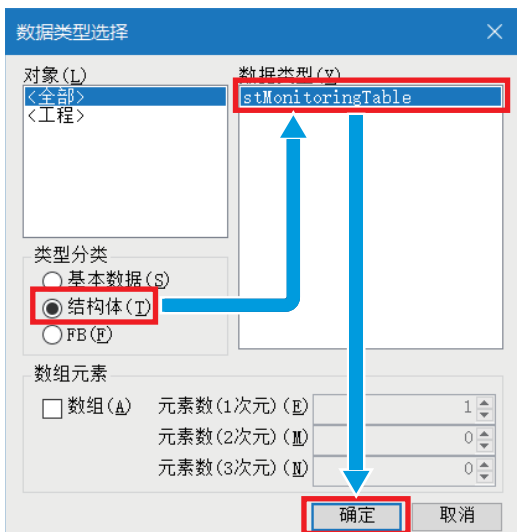 数据类型选择
对象(L)
<全部>
<工程>
数据类型(Y)
stMonitoringTable
类型分类
基本数据(S)
结构体(T)
FB(F)
数组元素
数组(A)
元素数(1次元)(E) 1
元素数(2次元)(M) 0
元素数(3次元)(N) 0
确定
取消